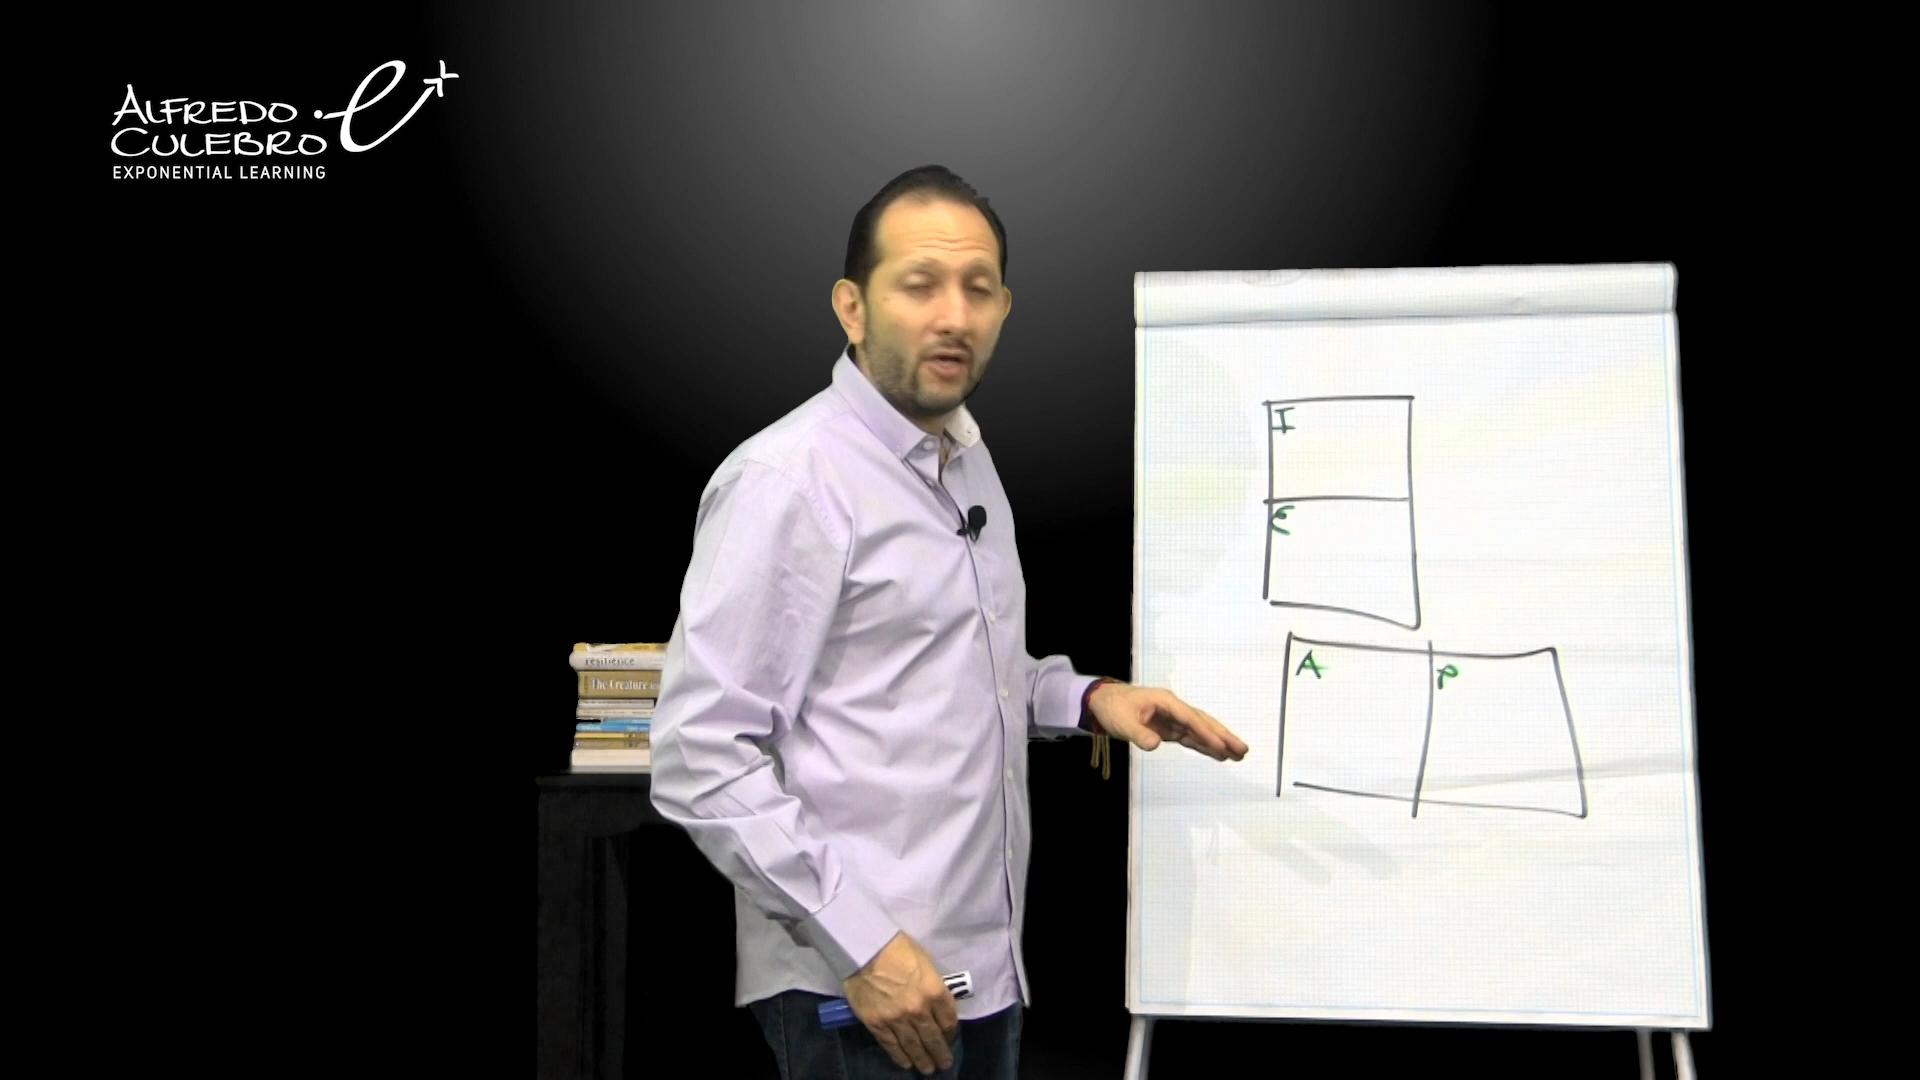 ALFREDO
CULEBRO
EXPONENTIAL LEARNING
resilience
The Creature
I
E
A
P